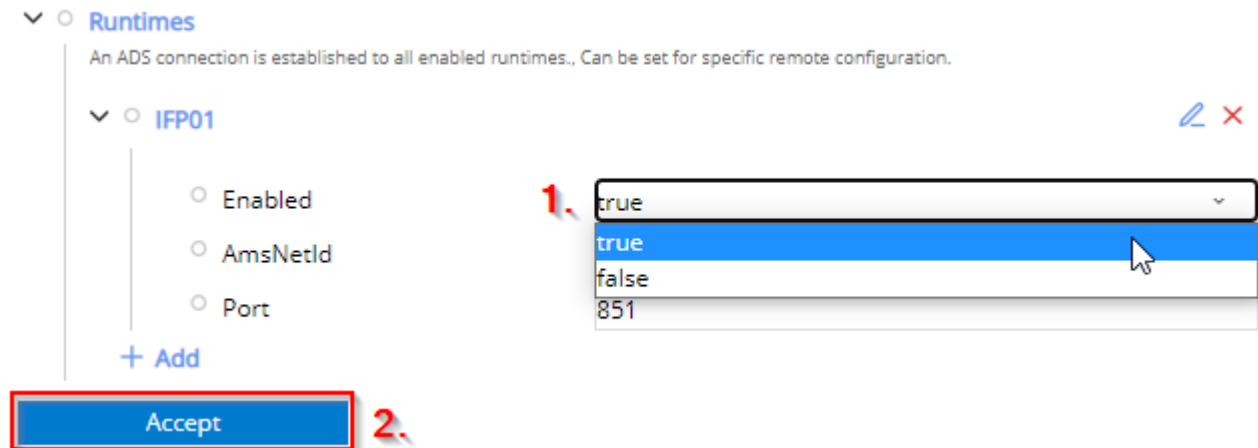 Runtimes
An ADS connection is established to all enabled runtimes., Can be set for specific remote configuration.
IFP01
Enabled
1.
true
true
AmsNetId
false
Port
851
+ Add
Accept
2.